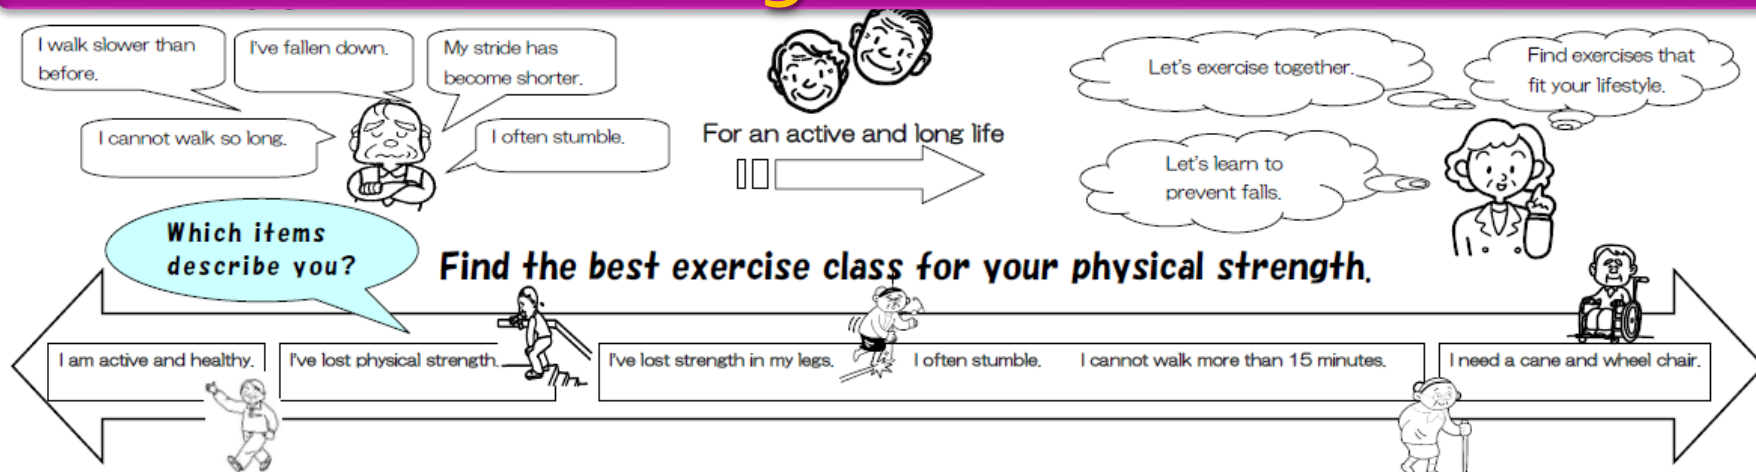 I walk slower than
before.
I've fallen down.
My stride has
become shorter.
I cannot walk so long.
I often stumble.
For an active and long life
Let's exercise together.
Find exercises that
fit your lifestyle.
Let's learn to
prevent falls.
Which items
describe you?
Find the best exercise class for your physical strength.
I am active and healthy.
I've lost physical strength.
I've lost strength in my legs.
I often stumble.
I cannot walk more than 15 minutes.
I need a cane and wheel chair.